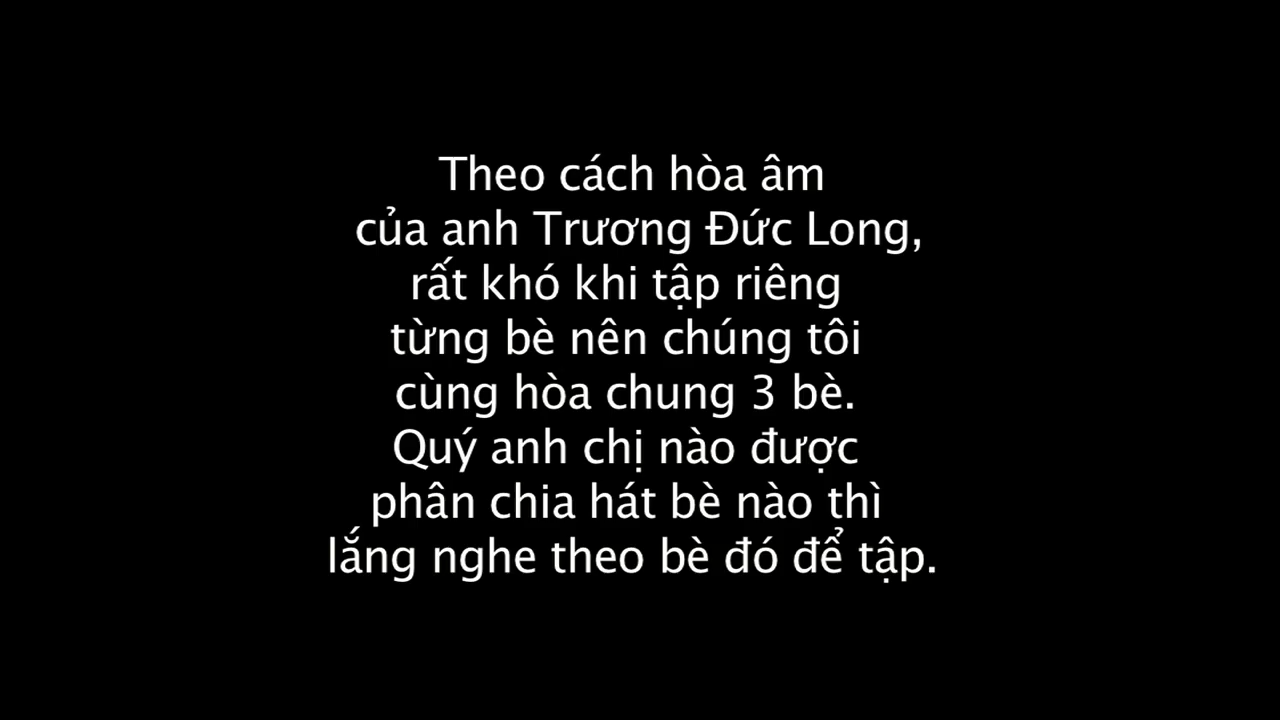 Theo cách hòa âm
của anh Trương Đức Long,
rất khó khi tập riêng
từng bè nên chúng tôi
cùng hòa chung 3 bè.
Quý anh chị nào được
phân chia hát bè nào thì
lắng nghe theo bè đó để tập.